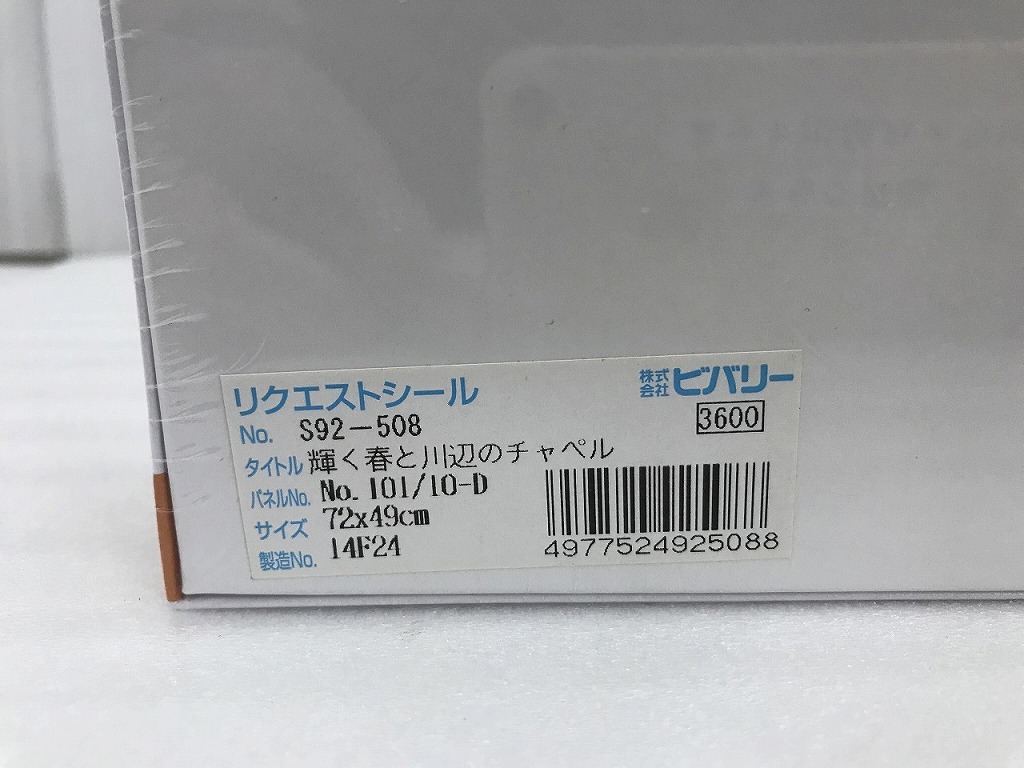 リクエストシール
株式会社 ビバリー
No. S92-508
3600
タイトル 輝く春と川辺のチャペル
パネルNo. No.101/10-D
サイズ 72x49cm
製造No. 14F24
4977524925088